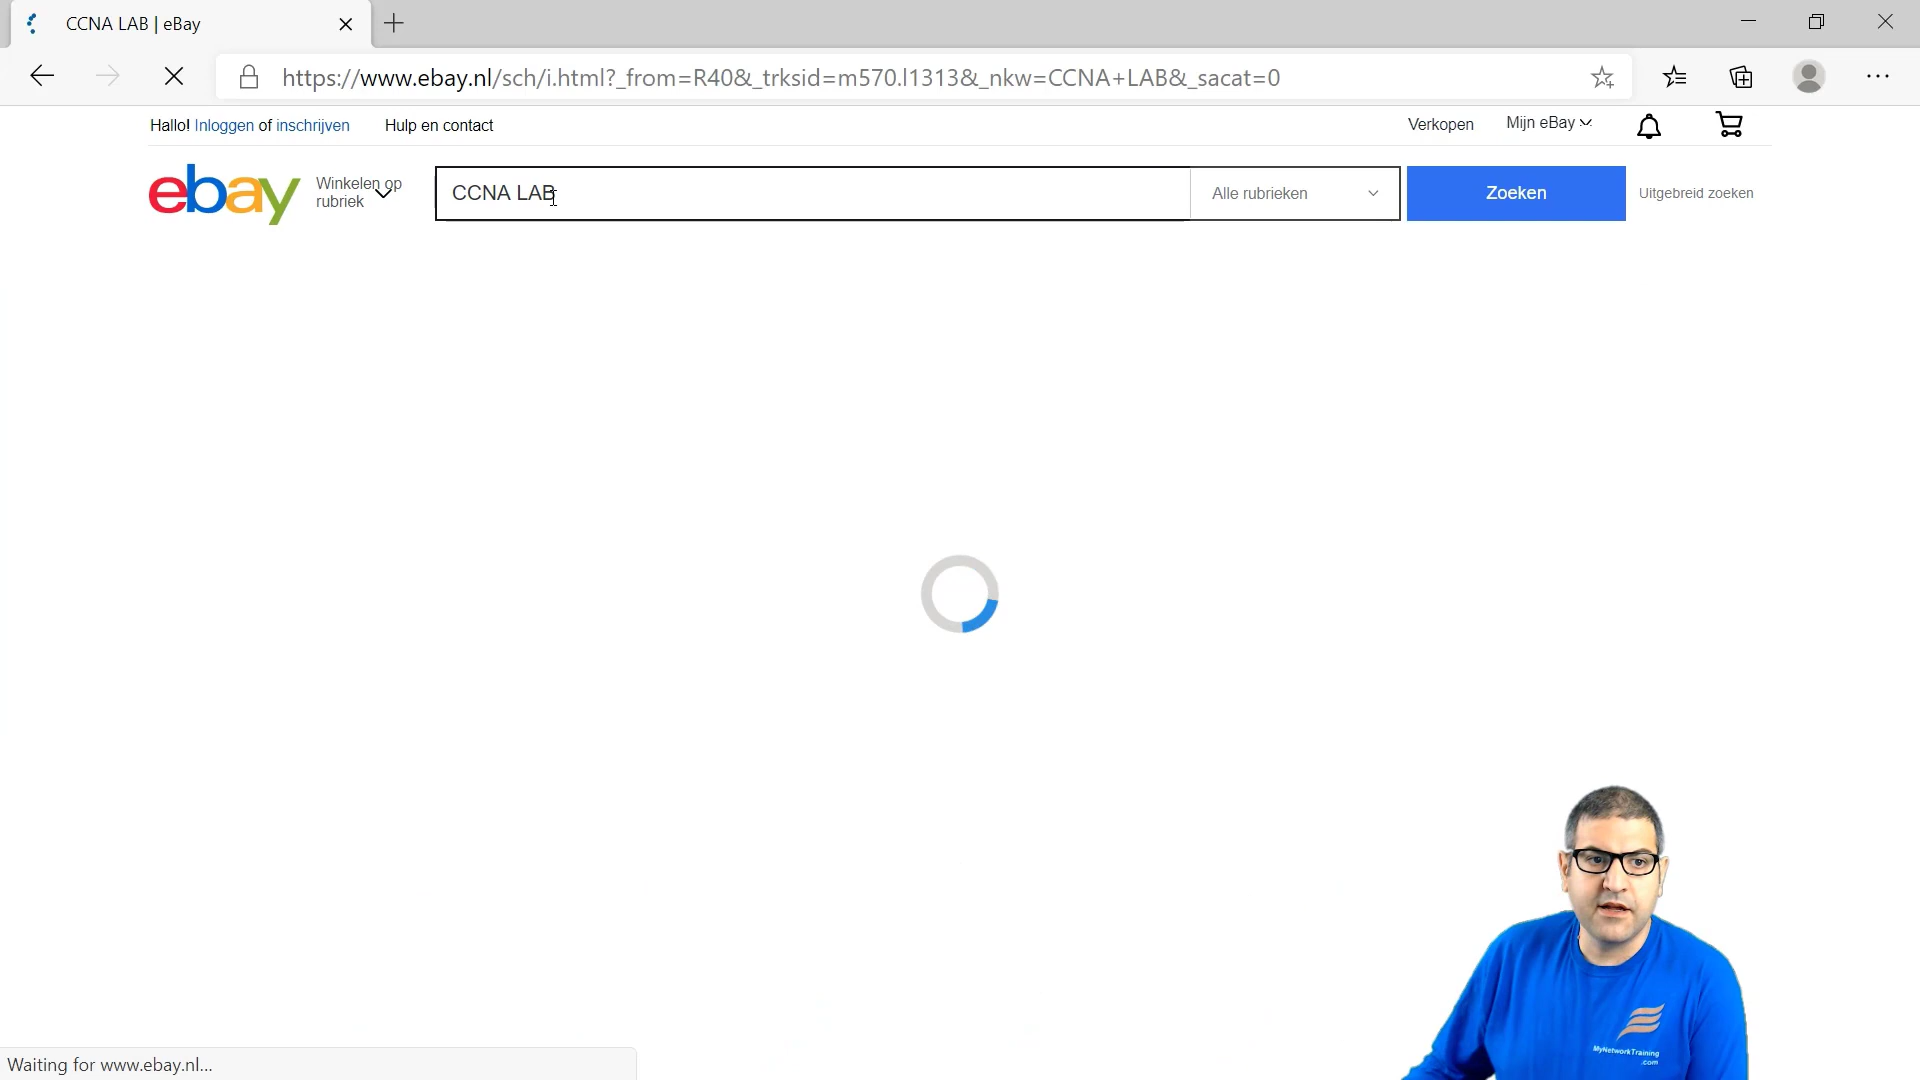 CCNA LAB | eBay
https://www.ebay.nl/sch/i.html?_from=R40&_trksid=m570.l1313&_nkw=CCNA+LAB&_sacat=0
Hallo! Inloggen of inschrijven Hulp en contact
Verkopen Mijn eBay
ebay
Winkelen op
rubriek
CCNA LAB
Alle rubrieken
Zoeken
Uitgebreid zoeken
MyNetworkTraining
.com
Waiting for www.ebay.nl...